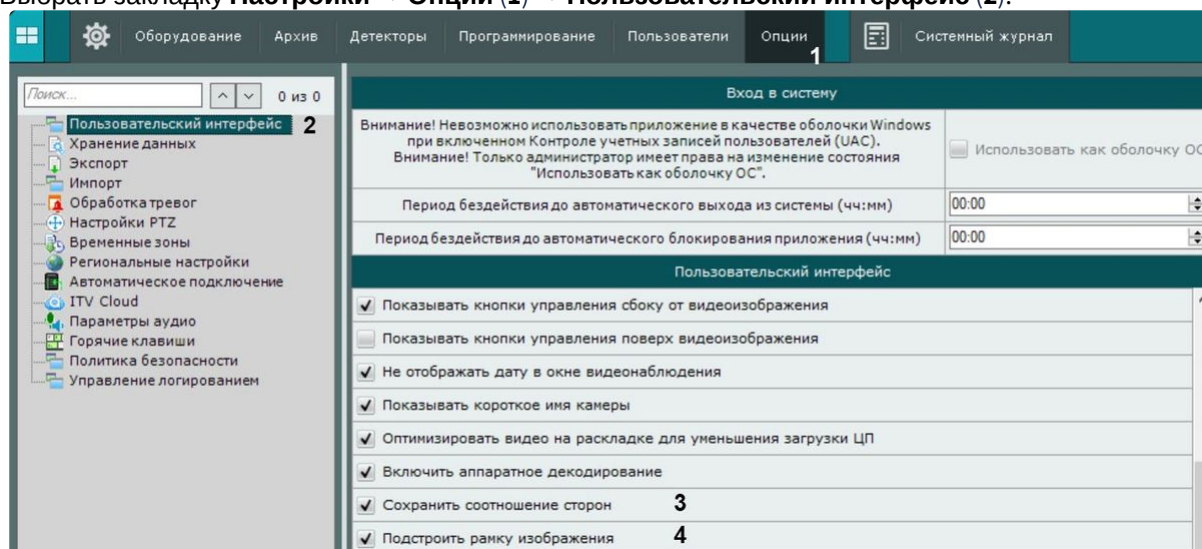 Выбрать закладку Настройки → Опции (1) → Пользовательский интерфейс (2).
Оборудование Архив Детекторы Программирование Пользователи Опции Системный журнал
1
Поиск... 0 из 0
Пользовательский интерфейс 2
Хранение данных
Экспорт
Импорт
Обработка тревог
Настройки PTZ
Временные зоны
Региональные настройки
Автоматическое подключение
ITV Cloud
Параметры аудио
Горячие клавиши
Политика безопасности
Управление логированием
Вход в систему
Внимание! Невозможно использовать приложение в качестве оболочки Windows
при включенном Контроле учетных записей пользователей (UAC).
Внимание! Только администратор имеет права на изменение состояния
"Использовать как оболочку ОС".
Использовать как оболочку ОС
Период бездействия до автоматического выхода из системы (чч:мм) 00:00
Период бездействия до автоматического блокирования приложения (чч:мм) 00:00
Пользовательский интерфейс
Показывать кнопки управления сбоку от видеоизображения
Показывать кнопки управления поверх видеоизображения
Не отображать дату в окне видеонаблюдения
Показывать короткое имя камеры
Оптимизировать видео на раскладке для уменьшения загрузки ЦП
Включить аппаратное декодирование
Сохранить соотношение сторон 3
Подстроить рамку изображения 4